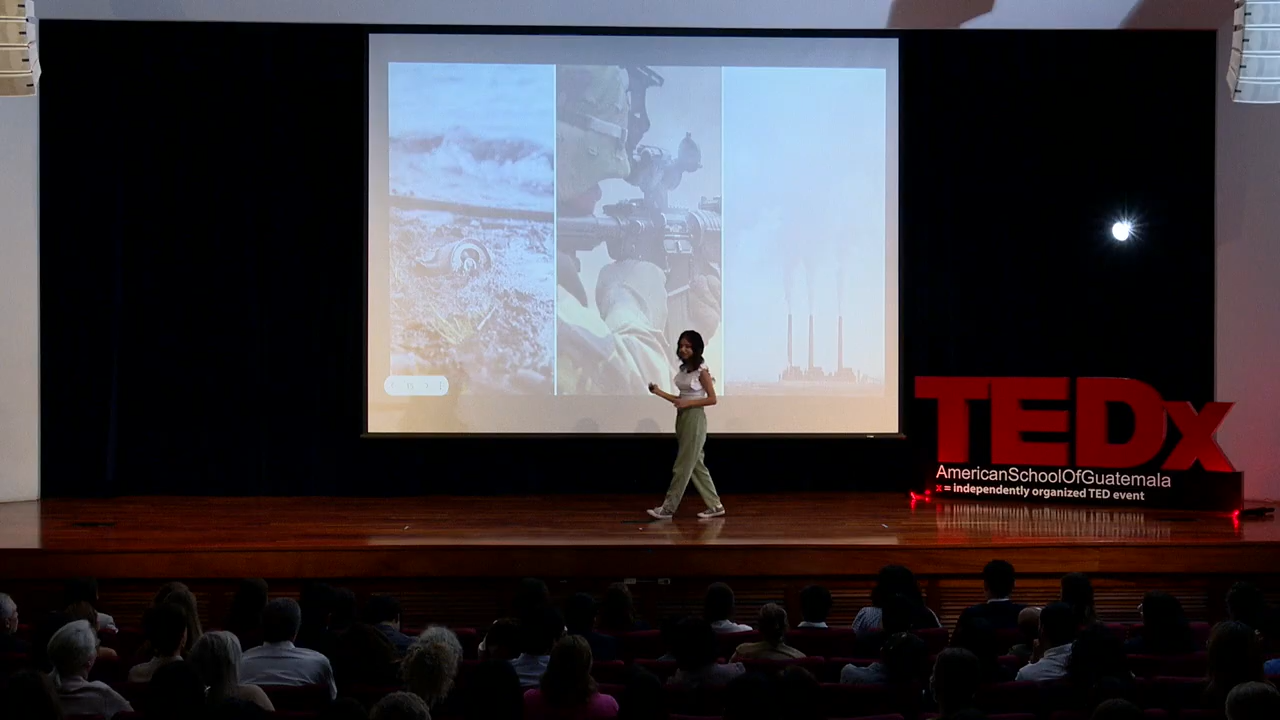 TEDx
AmericanSchoolOfGuatemala
x = independently organized TED event